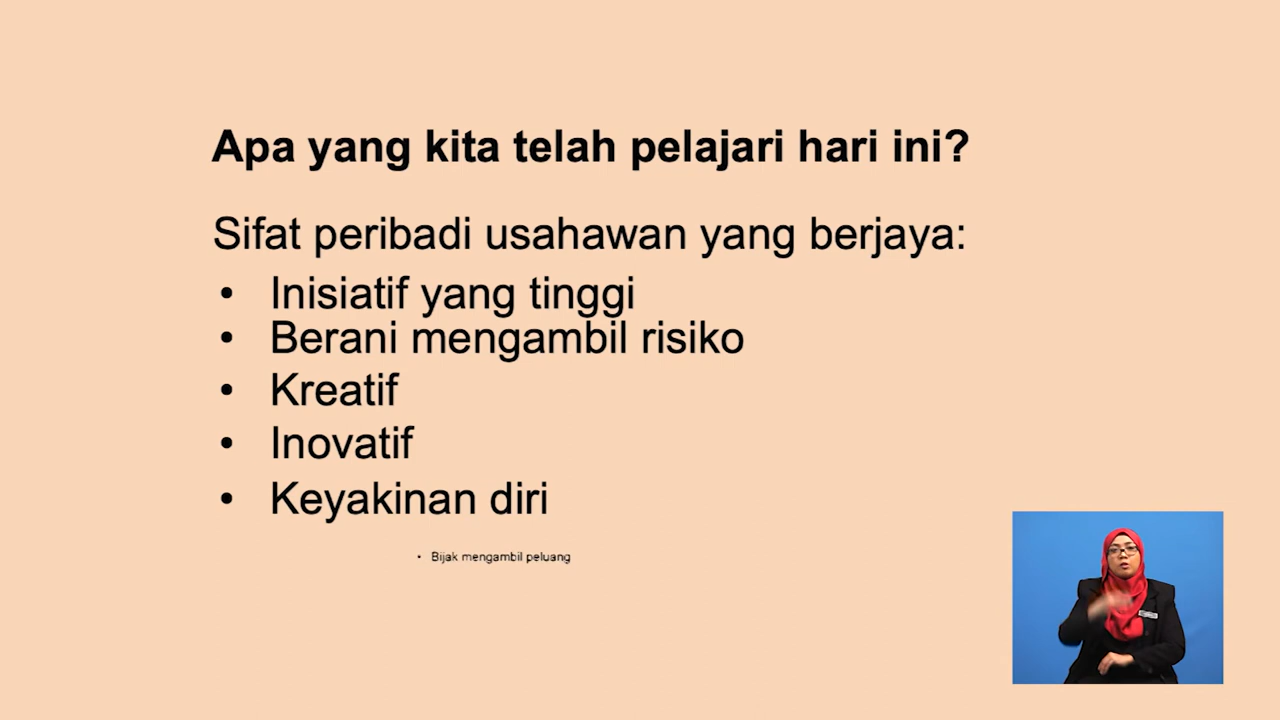 Apa yang kita telah pelajari hari ini?
Sifat peribadi usahawan yang berjaya:
• Inisiatif yang tinggi
• Berani mengambil risiko
• Kreatif
• Inovatif
• Keyakinan diri
• Bijak mengambil peluang